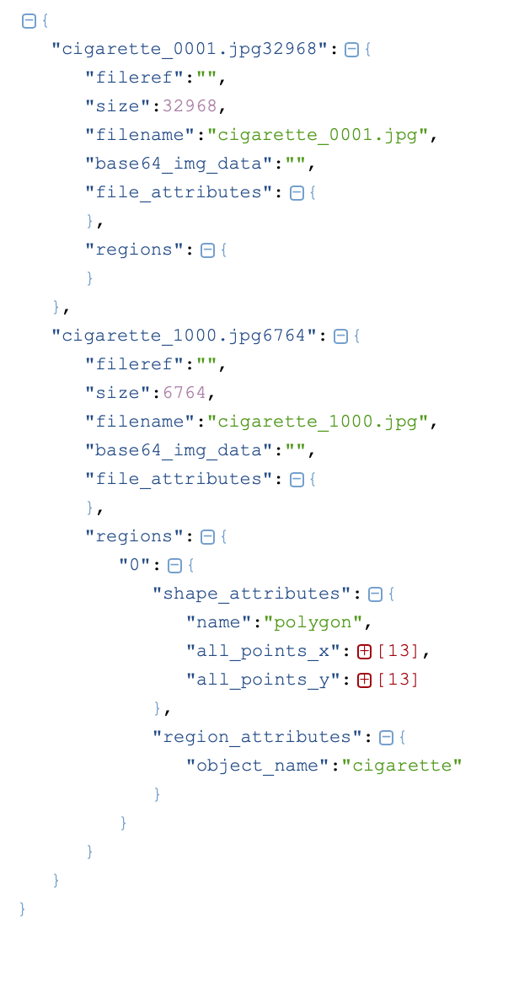 {
"cigarette_0001.jpg32968": {
"fileref":"",
"size":32968,
"filename":"cigarette_0001.jpg",
"base64_img_data":"",
"file_attributes": {
},
"regions": {
}
},
"cigarette_1000.jpg6764": {
"fileref":"",
"size":6764,
"filename":"cigarette_1000.jpg",
"base64_img_data":"",
"file_attributes": {
},
"regions": {
"0": {
"shape_attributes": {
"name":"polygon",
"all_points_x": [13],
"all_points_y": [13]
},
"region_attributes": {
"object_name":"cigarette"
}
}
}
}
}